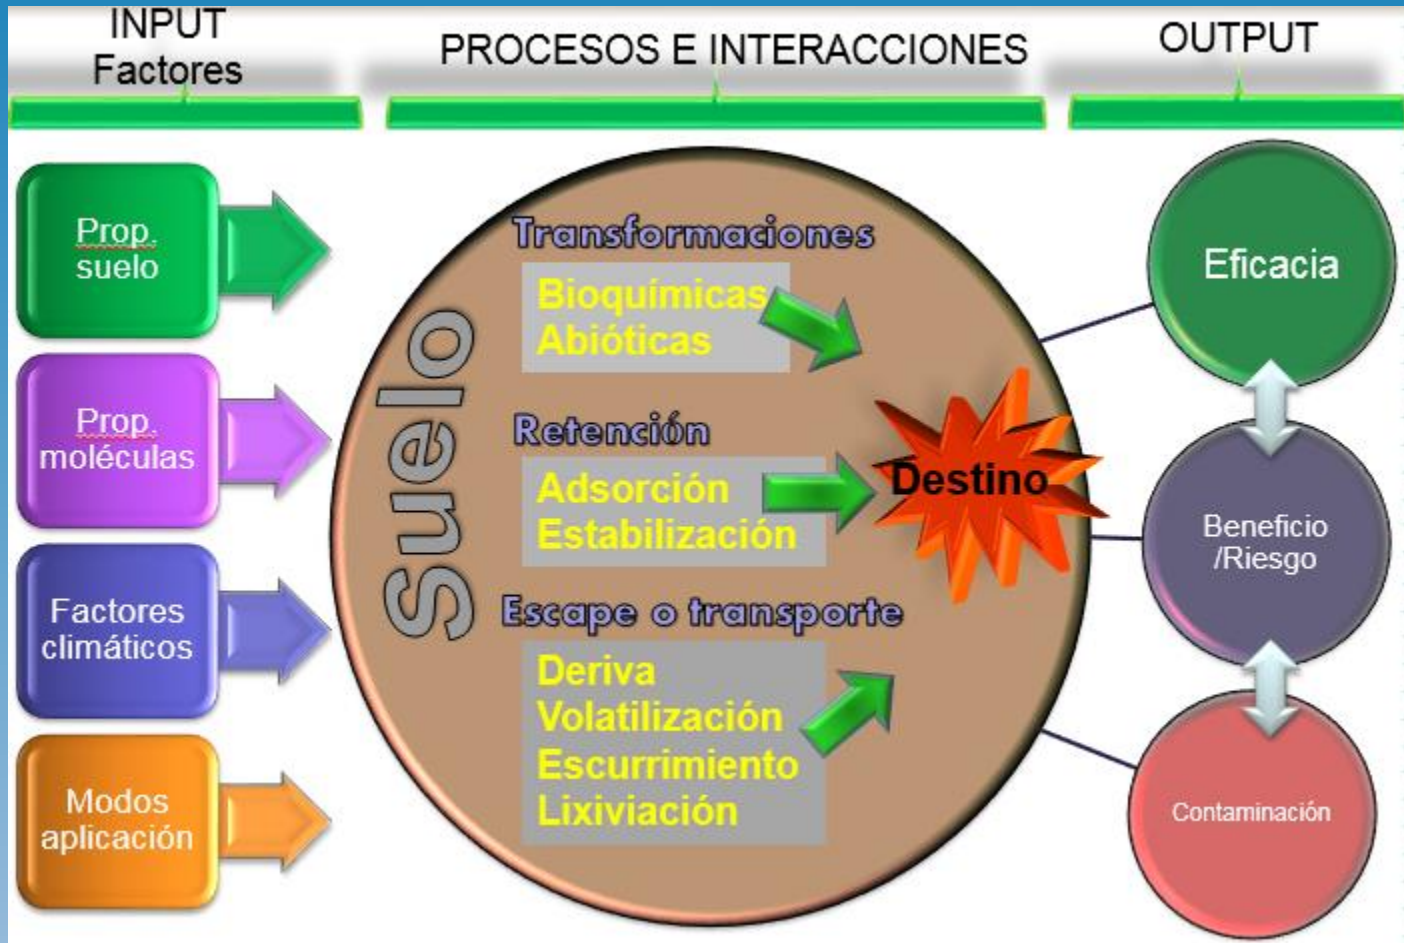 INPUT
Factores
PROCESOS E INTERACCIONES
OUTPUT
Prop.
suelo
Prop.
moléculas
Factores
climáticos
Modos
aplicación
Suelo
Transformaciones
Bioquímicas
Abióticas
Retención
Adsorción
Estabilización
Escape o transporte
Deriva
Volatilización
Escurrimiento
Lixiviación
Destino
Eficacia
Beneficio
/Riesgo
Contaminación